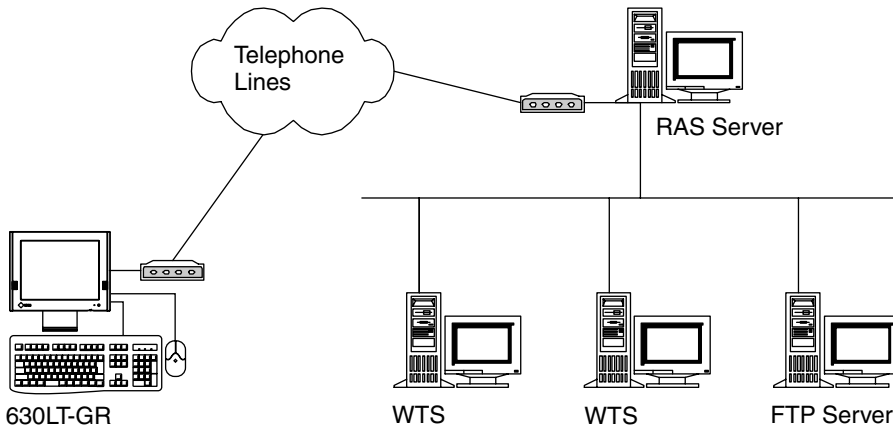 Telephone
Lines
RAS Server
630LT-GR
WTS
WTS
FTP Server